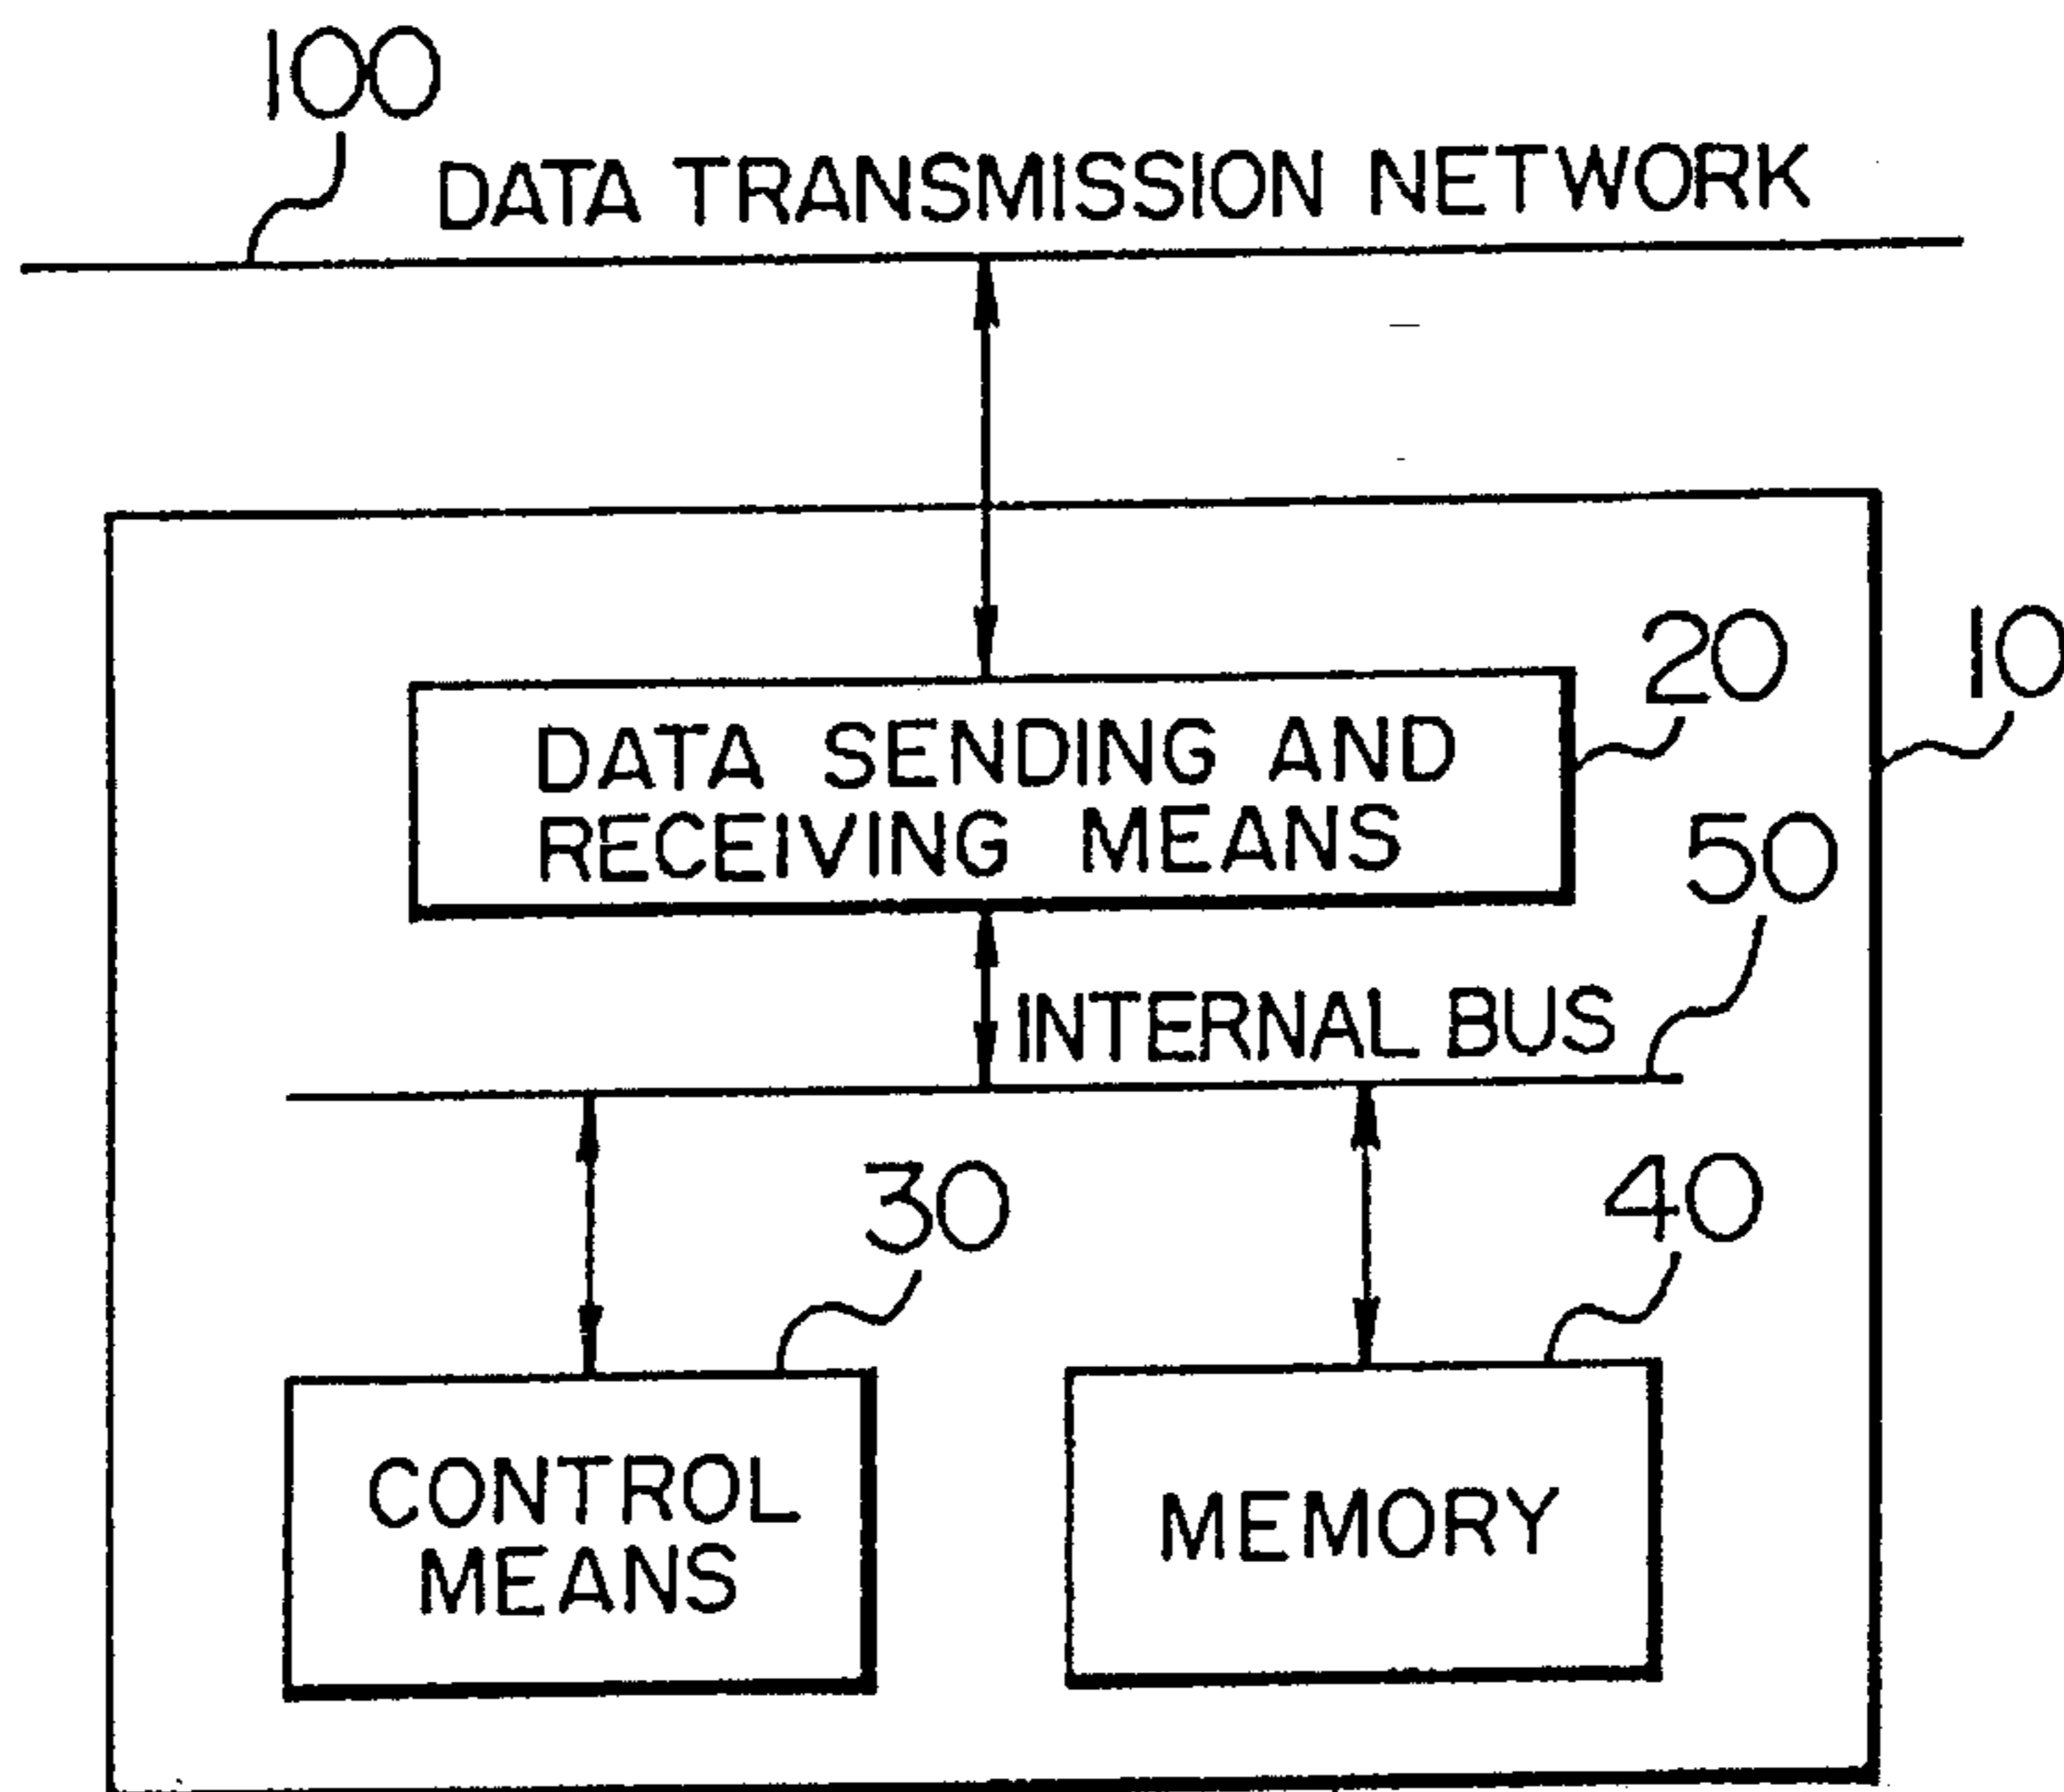 100
DATA TRANSMISSION NETWORK
20
10
DATA SENDING AND
RECEIVING MEANS
50
INTERNAL BUS
30
40
CONTROL
MEANS
MEMORY